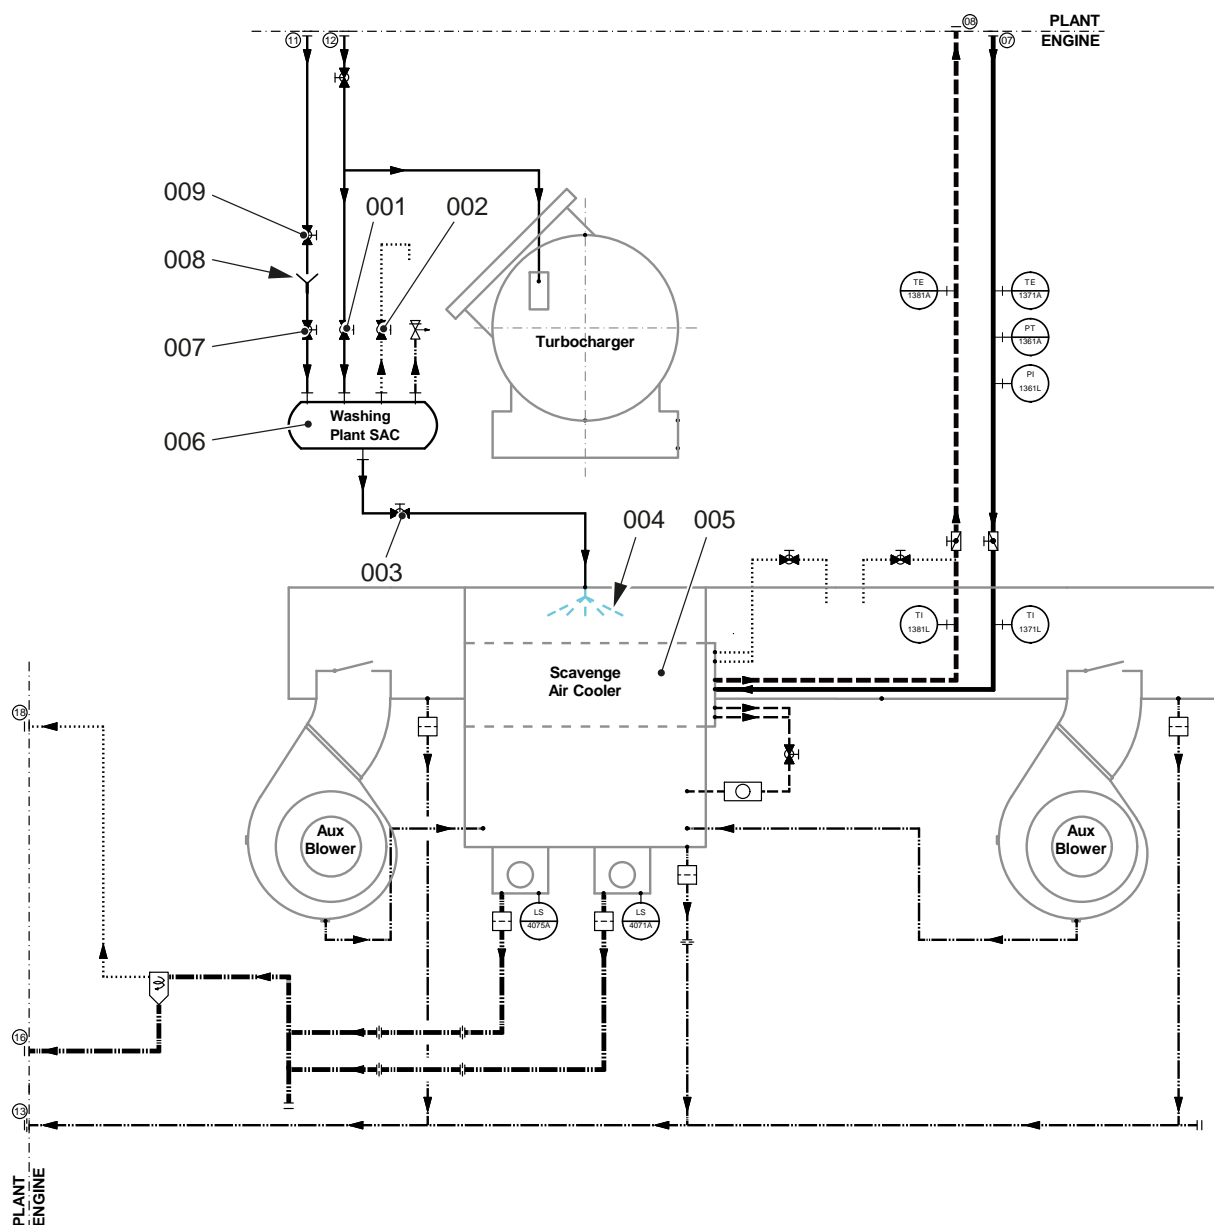 08
PLANT
11
12
07
ENGINE
009
001
002
008
TE
1381A
TE
1371A
PT
1361A
007
Turbocharger
PI
1361L
Washing
Plant SAC
006
004
005
003
TI
1381L
TI
1371L
Scavenge
Air Cooler
18
Aux
Blower
Aux
Blower
LS
4075A
LS
4071A
16
13
PLANT
ENGINE